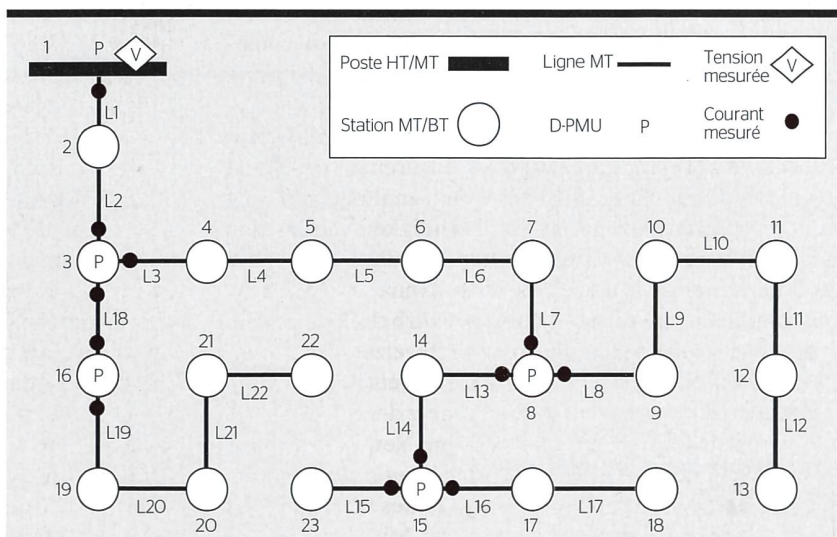 1 P V
Poste HT/MT Ligne MT Tension mesurée V
Station MT/BT D-PMU P Courant mesuré
L1
2
L2
4 5 6 7 10 L10 11
3 P L3 L4 L5 L6
L18 L7 L9 L11
21 22 14
16 P L22 L13 P L8 12
8 9
L19 L21 L14 L12
19 P 13
L20 L15 L16 L17
20 23 15 17 18